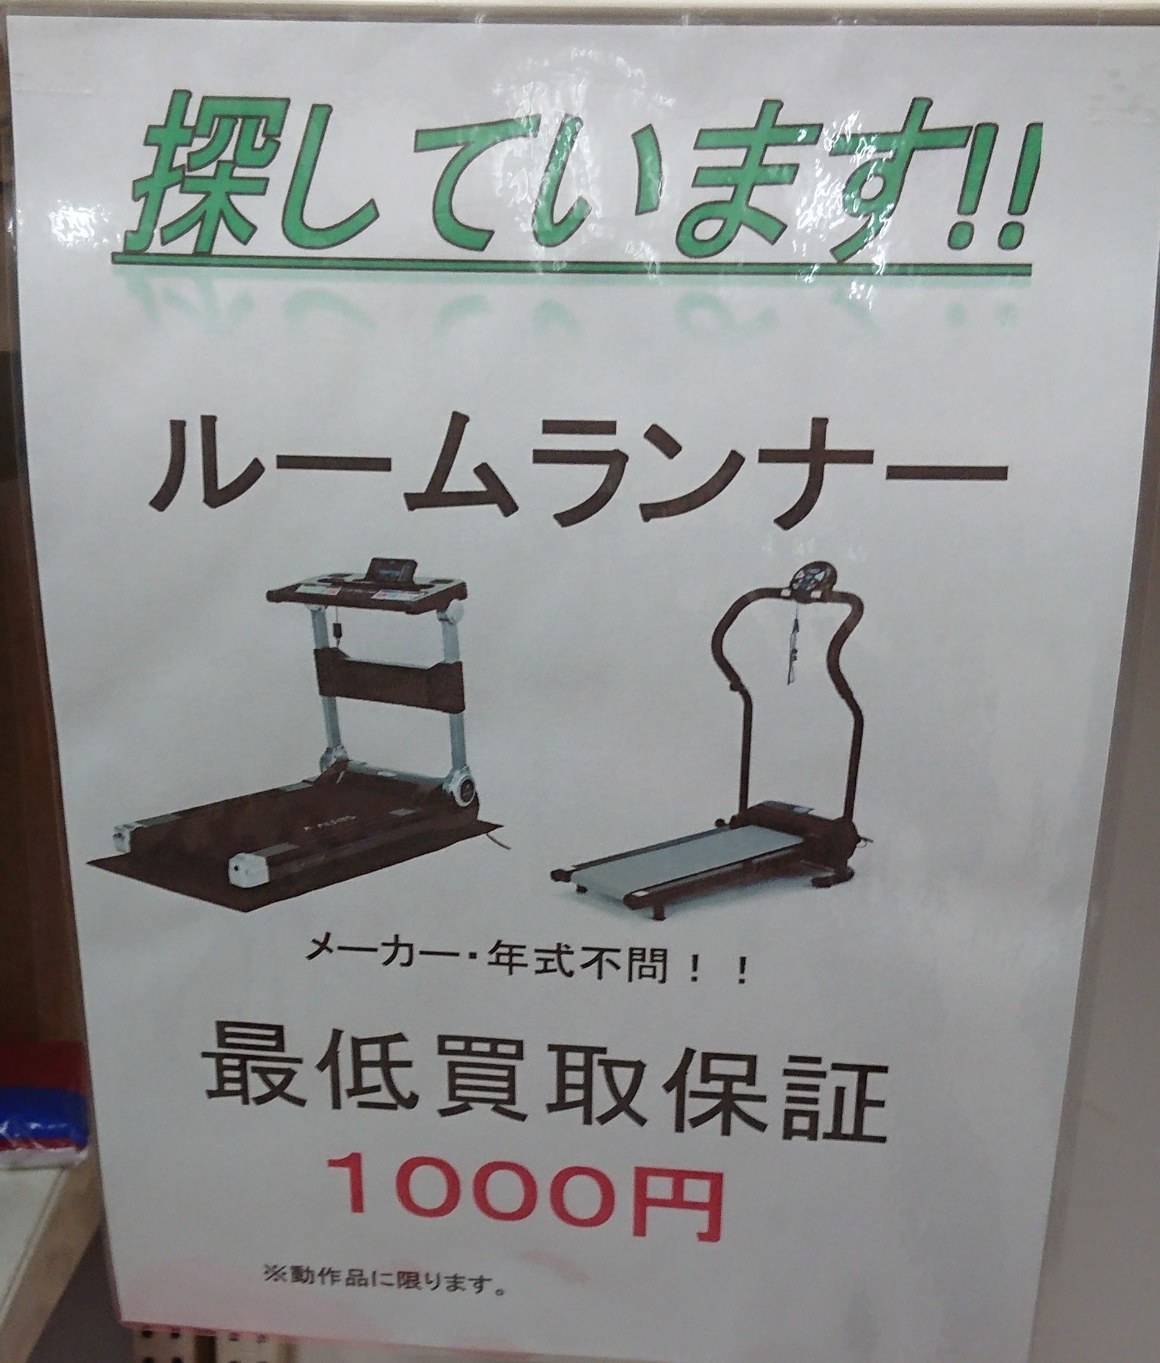 探しています!!
ルームランナー
メーカー・年式不問！！
最低買取保証
1000円
※動作品に限ります。